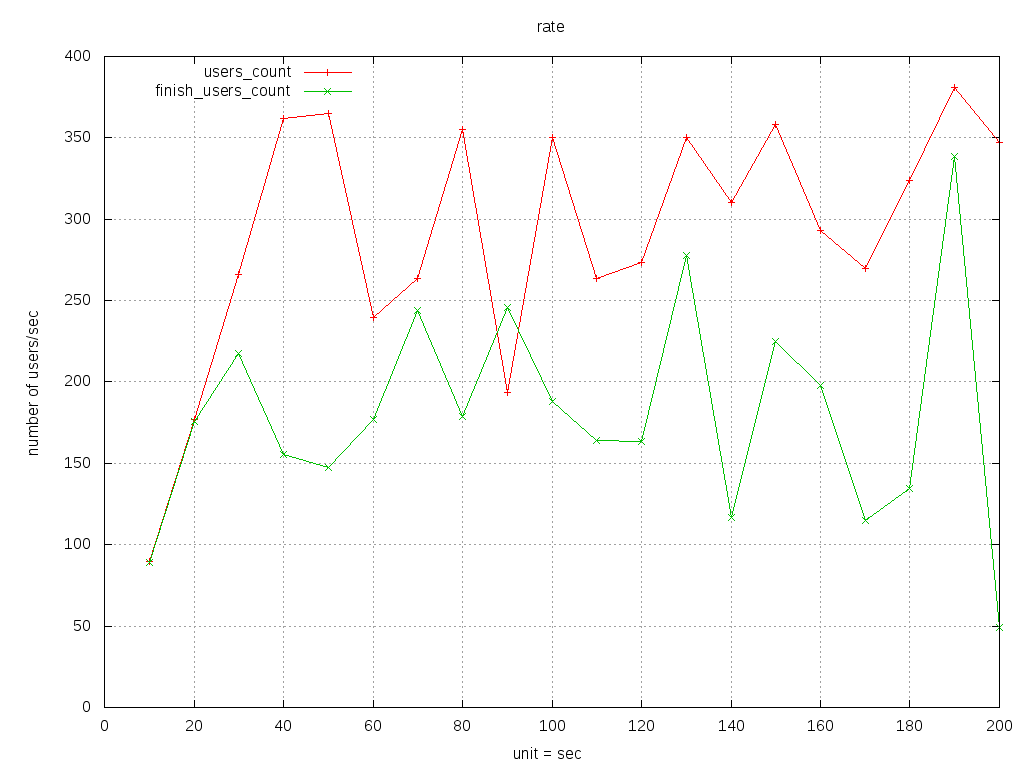 rate
users_count
finish_users_count
400
350
300
250
200
150
100
50
0
number of users/sec
0 20 40 60 80 100 120 140 160 180 200
unit = sec